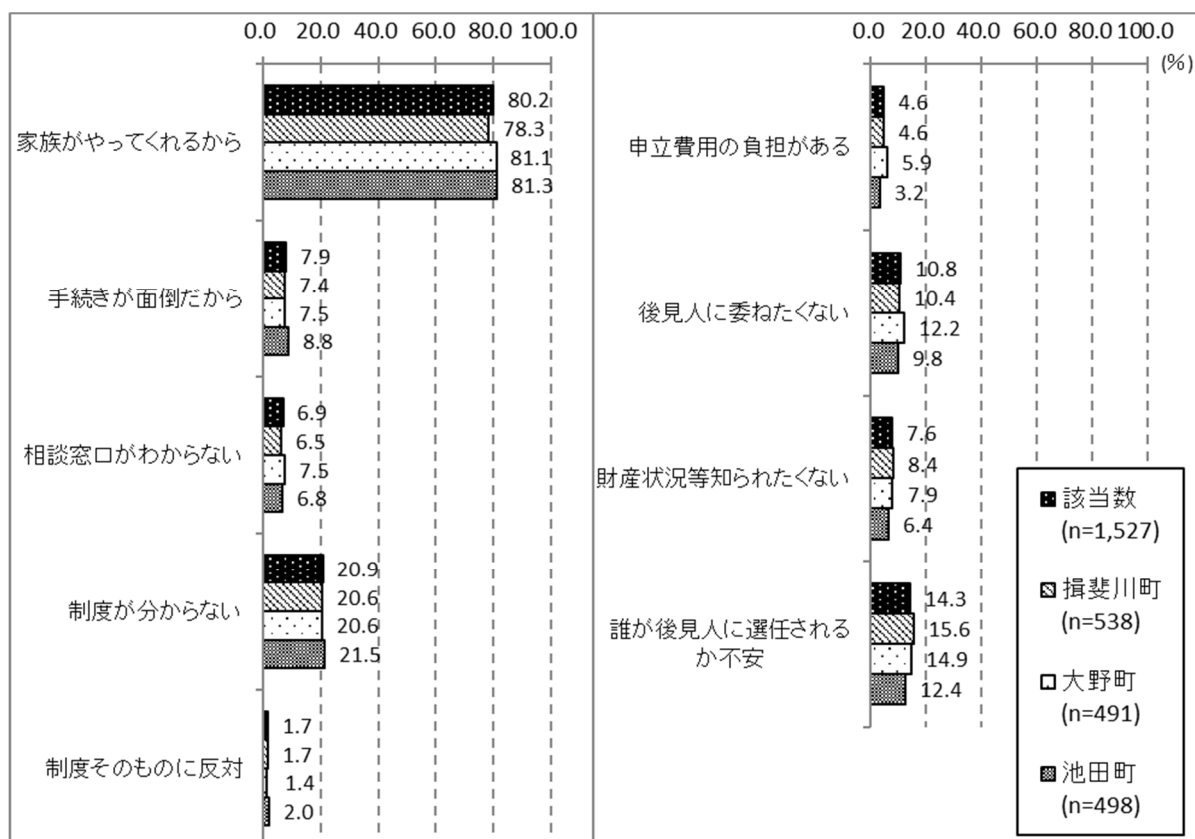 0.0 20.0 40.0 60.0 80.0 100.0
家族がやってくれるから
80.2
78.3
81.1
81.3
手続きが面倒だから
7.9
7.4
7.5
8.8
相談窓口がわからない
6.9
6.5
7.5
6.8
制度が分からない
20.9
20.6
20.6
21.5
制度そのものに反対
1.7
1.7
1.4
2.0
0.0 20.0 40.0 60.0 80.0 100.0
(%)
申立費用の負担がある
4.6
4.6
5.9
3.2
後見人に委ねたくない
10.8
10.4
12.2
9.8
財産状況等知られたくない
7.6
8.4
7.9
6.4
誰が後見人に選任される
か不安
14.3
15.6
14.9
12.4
該当数
(n=1,527)
揖斐川町
(n=538)
大野町
(n=491)
池田町
(n=498)